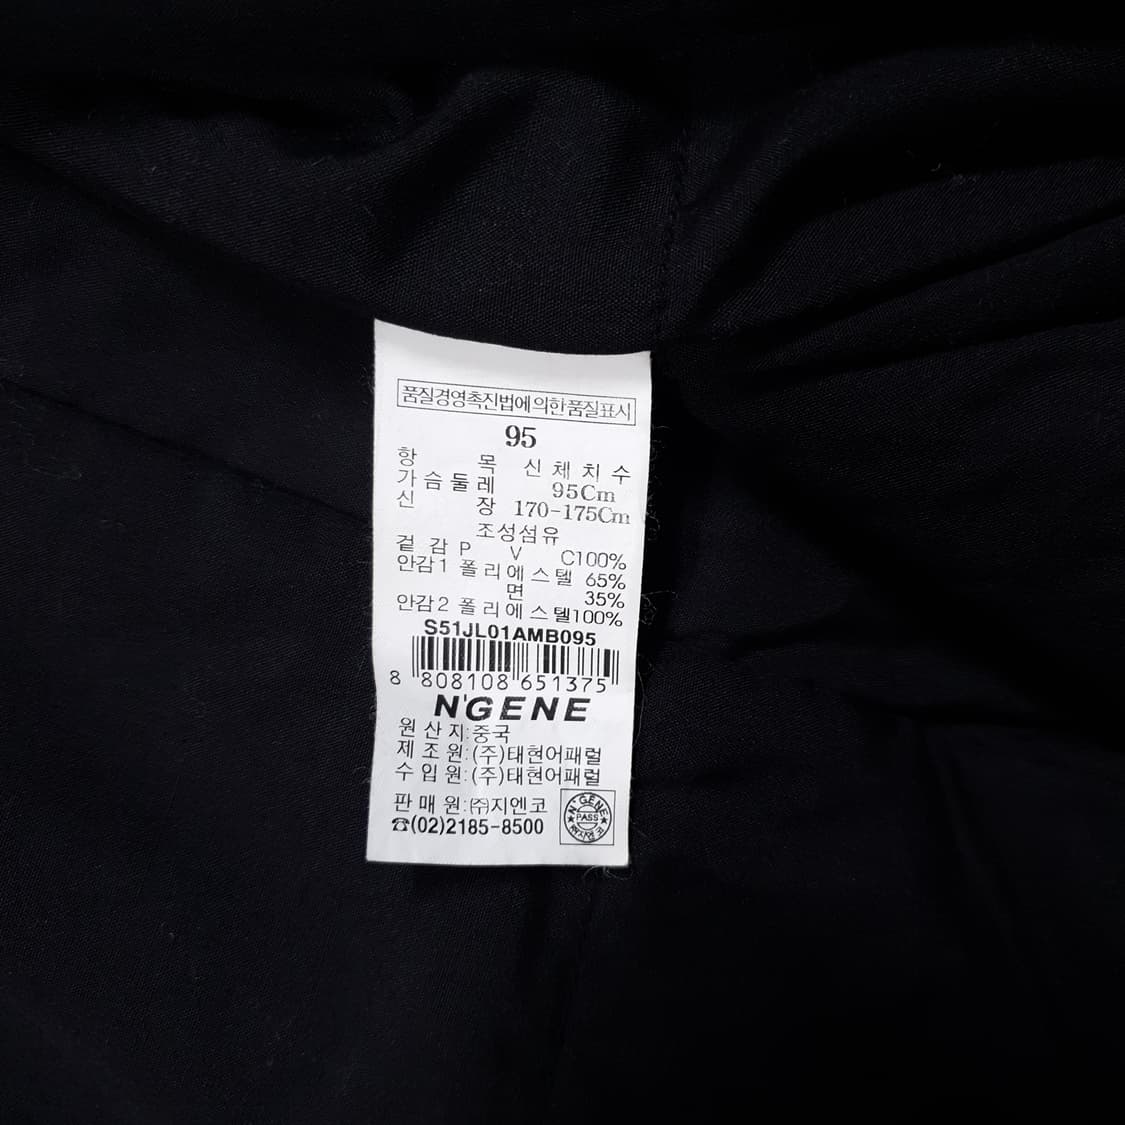 품질경영촉진법에의한품질표시
95
항 목 신체치수
가슴둘레 95Cm
신 장 170-175Cm
조성섬유
겉 감 P V C100%
안감1 폴리에스텔 65%
면 35%
안감2 폴리에스텔100%
S51JL01AMB095
8 808108 651375
N'GENE
원산지:중국
제조원:(주)태현어패럴
수입원:(주)태현어패럴
판매원:㈜지엔코
☎(02)2185-8500
N'GENE
PASS